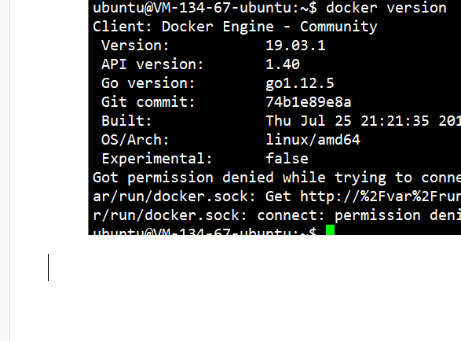 ubuntu@VM-134-67-ubuntu:~$ docker version
Client: Docker Engine - Community
Version: 19.03.1
API version: 1.40
Go version: go1.12.5
Git commit: 74b1e89e8a
Built: Thu Jul 25 21:21:35 201
OS/Arch: linux/amd64
Experimental: false
Got permission denied while trying to conne
ar/run/docker.sock: Get http://%2Fvar%2Frun
r/run/docker.sock: connect: permission deni
ubuntu@VM-134-67-ubuntu:~$